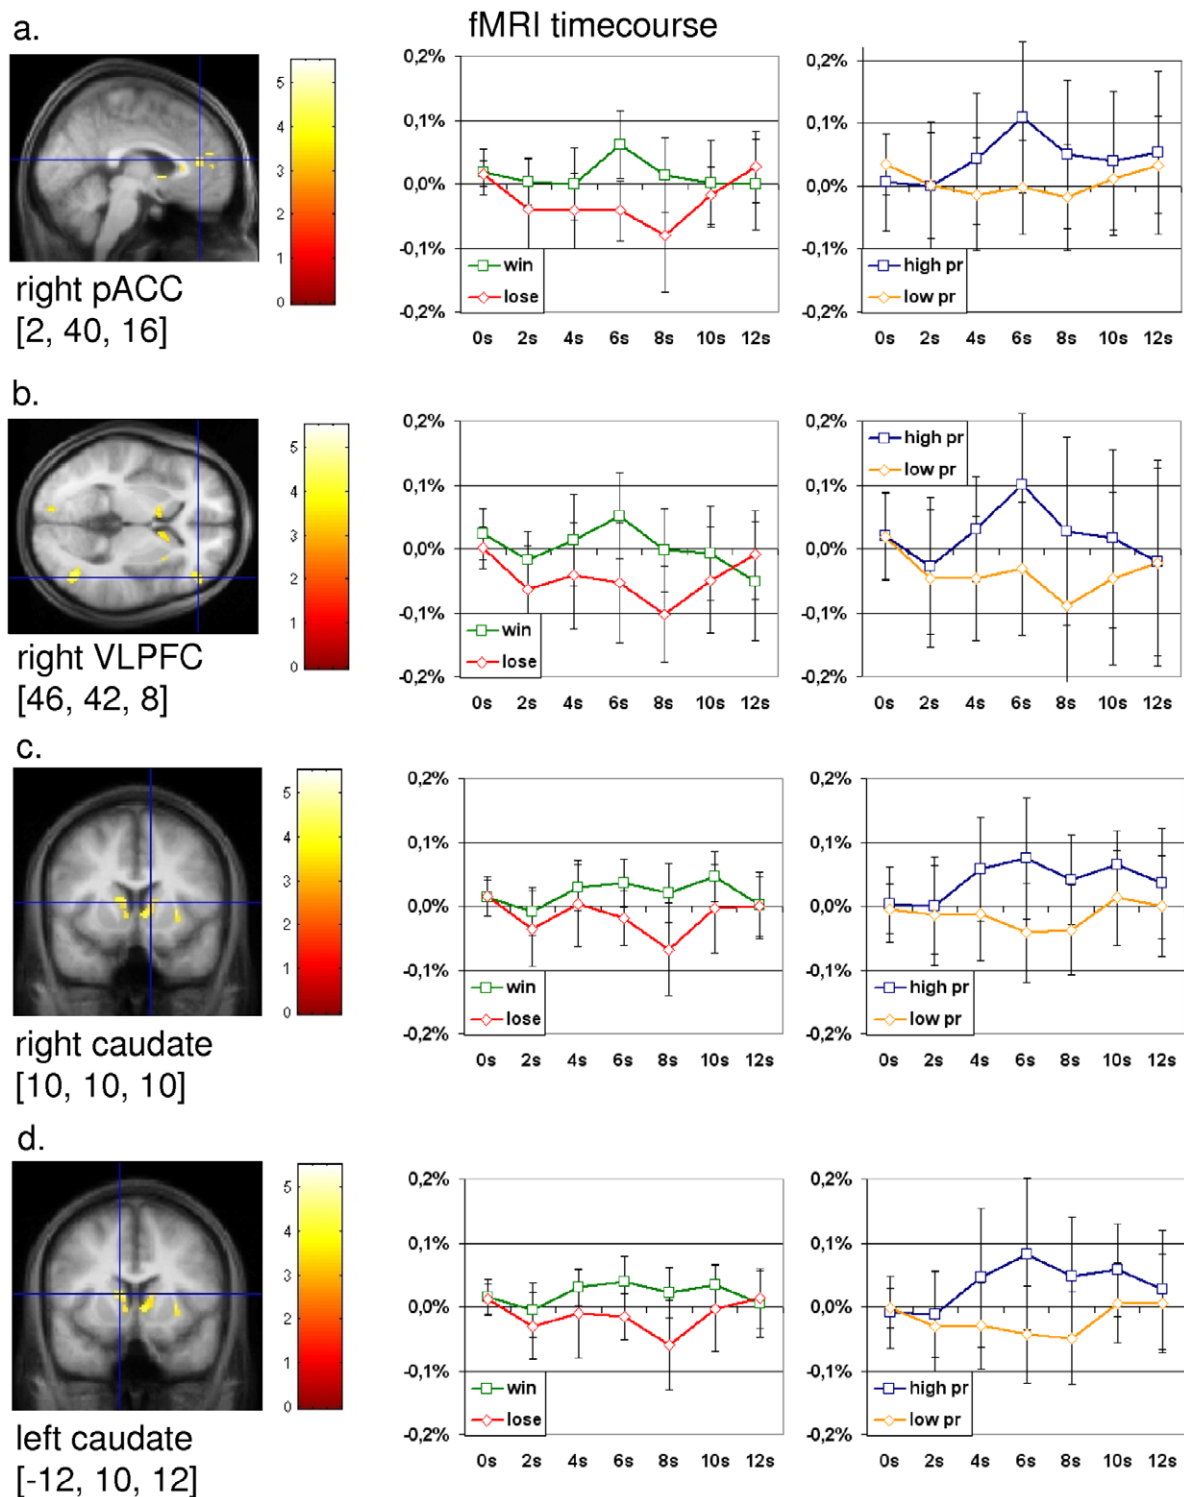 a.
fMRI timecourse
5
4
3
2
1
0
right pACC
[2, 40, 16]
0,2%
0,1%
0,0%
-0,1%
-0,2%
win
lose
0s 2s 4s 6s 8s 10s 12s
0,2%
0,1%
0,0%
-0,1%
-0,2%
high pr
low pr
0s 2s 4s 6s 8s 10s 12s
b.
5
4
3
2
1
0
right VLPFC
[46, 42, 8]
0,2%
0,1%
0,0%
-0,1%
-0,2%
win
lose
0s 2s 4s 6s 8s 10s 12s
0,2%
0,1%
0,0%
-0,1%
-0,2%
high pr
low pr
0s 2s 4s 6s 8s 10s 12s
c.
5
4
3
2
1
0
right caudate
[10, 10, 10]
0,2%
0,1%
0,0%
-0,1%
-0,2%
win
lose
0s 2s 4s 6s 8s 10s 12s
0,2%
0,1%
0,0%
-0,1%
-0,2%
high pr
low pr
0s 2s 4s 6s 8s 10s 12s
d.
5
4
3
2
1
0
left caudate
[-12, 10, 12]
0,2%
0,1%
0,0%
-0,1%
-0,2%
win
lose
0s 2s 4s 6s 8s 10s 12s
0,2%
0,1%
0,0%
-0,1%
-0,2%
high pr
low pr
0s 2s 4s 6s 8s 10s 12s